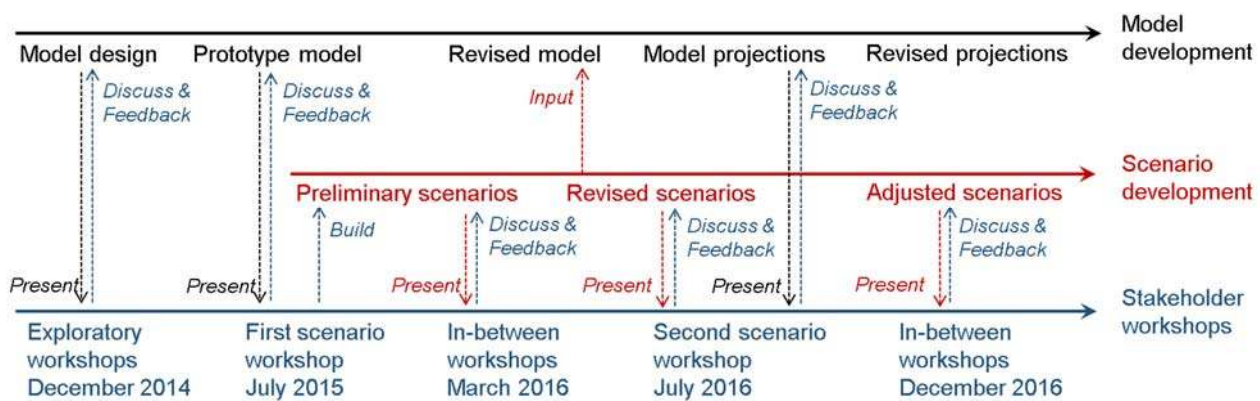 Model design
Prototype model
Revised model
Model projections
Revised projections
Model
development
Discuss &
Feedback
Discuss &
Feedback
Input
Discuss &
Feedback
Scenario
development
Preliminary scenarios
Revised scenarios
Adjusted scenarios
Build
Discuss &
Feedback
Discuss &
Feedback
Discuss &
Feedback
Present
Present
Present
Present
Present
Present
Stakeholder
workshops
Exploratory
workshops
December 2014
First scenario
workshop
July 2015
In-between
workshops
March 2016
Second scenario
workshop
July 2016
In-between
workshops
December 2016